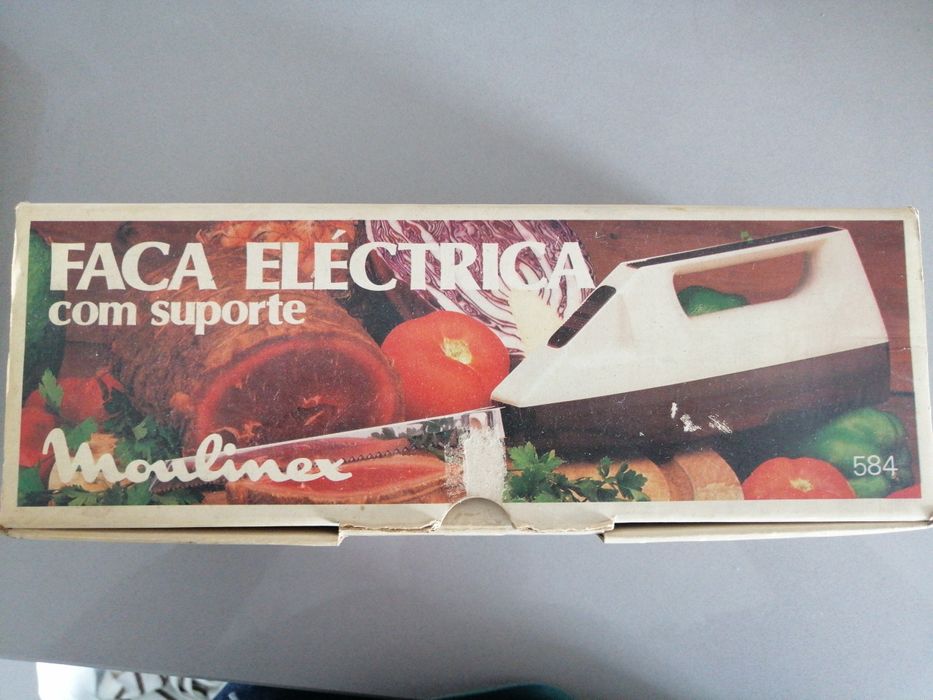 FACA ELÉCTRICA
com suporte
Moulinex
584